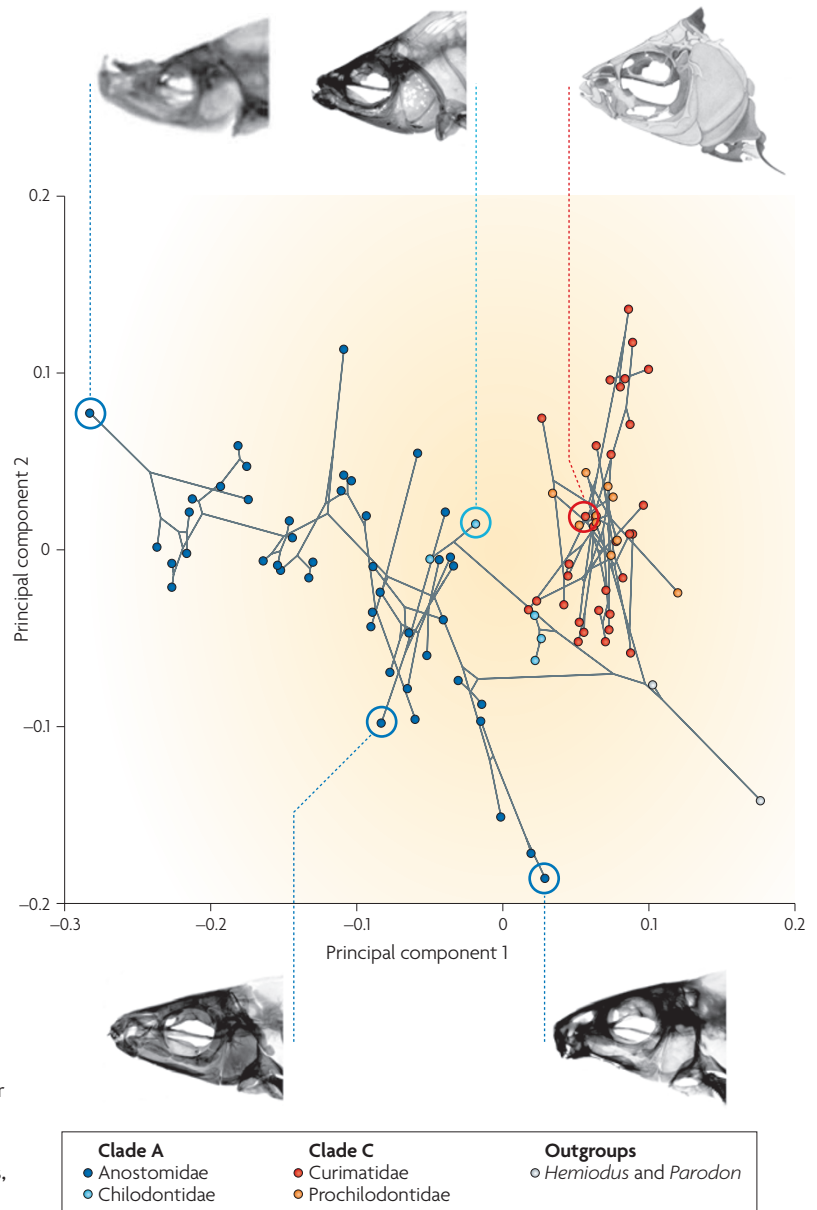 0.2
0.1
0
–0.1
–0.2
Principal component 2
–0.3
–0.2
–0.1
0
0.1
0.2
Principal component 1
r
s,
Clade A
Anostomidae
Chilodontidae
Clade C
Curimatidae
Prochilodontidae
Outgroups
Hemiodus and Parodon